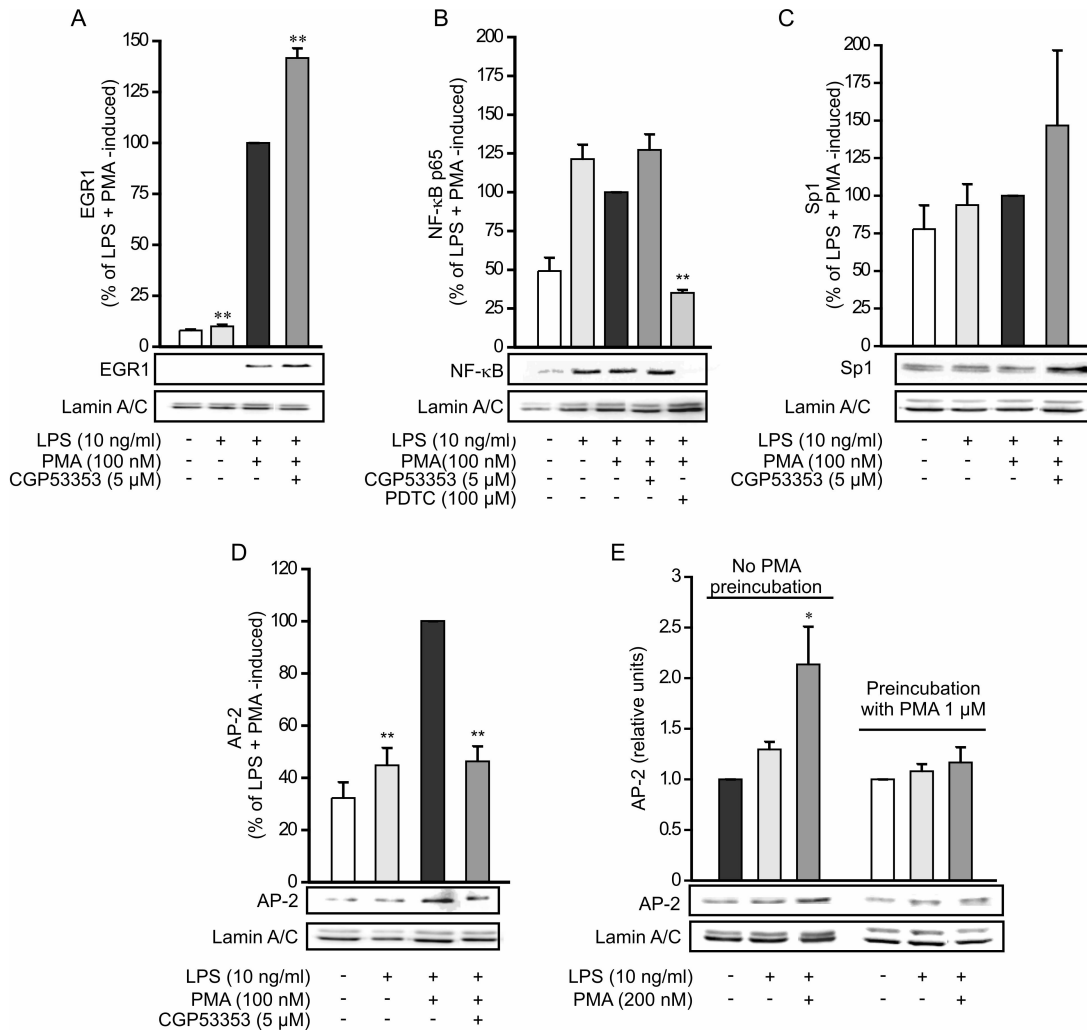 A
EGR1
(% of LPS + PMA -induced)
150
125
100
75
50
25
0
**
**
EGR1
Lamin A/C
LPS (10 ng/ml) - + + +
PMA (100 nM) - - + +
CGP53353 (5 µM) - - - +
B
NF-κB p65
(% of LPS + PMA -induced)
200
175
150
125
100
75
50
25
0
**
NF-κB
Lamin A/C
LPS (10 ng/ml) - + + + +
PMA(100 nM) - - + + +
CGP53353 (5 µM) - - - + -
PDTC (100 µM) - - - - +
C
Sp1
(% of LPS + PMA -induced)
200
175
150
125
100
75
50
25
0
Sp1
Lamin A/C
LPS (10 ng/ml) - + + +
PMA (100 nM) - - + +
CGP53353 (5 µM) - - - +
D
AP-2
(% of LPS + PMA -induced)
120
100
80
60
40
20
0
**
**
AP-2
Lamin A/C
LPS (10 ng/ml) - + + +
PMA (100 nM) - - + +
CGP53353 (5 µM) - - - +
E
AP-2 (relative units)
3
2.5
2.0
1.5
1.0
.5
0
No PMA
preincubation
*
Preincubation
with PMA 1 µM
AP-2
Lamin A/C
LPS (10 ng/ml) - + + - + +
PMA (200 nM) - - + - - +